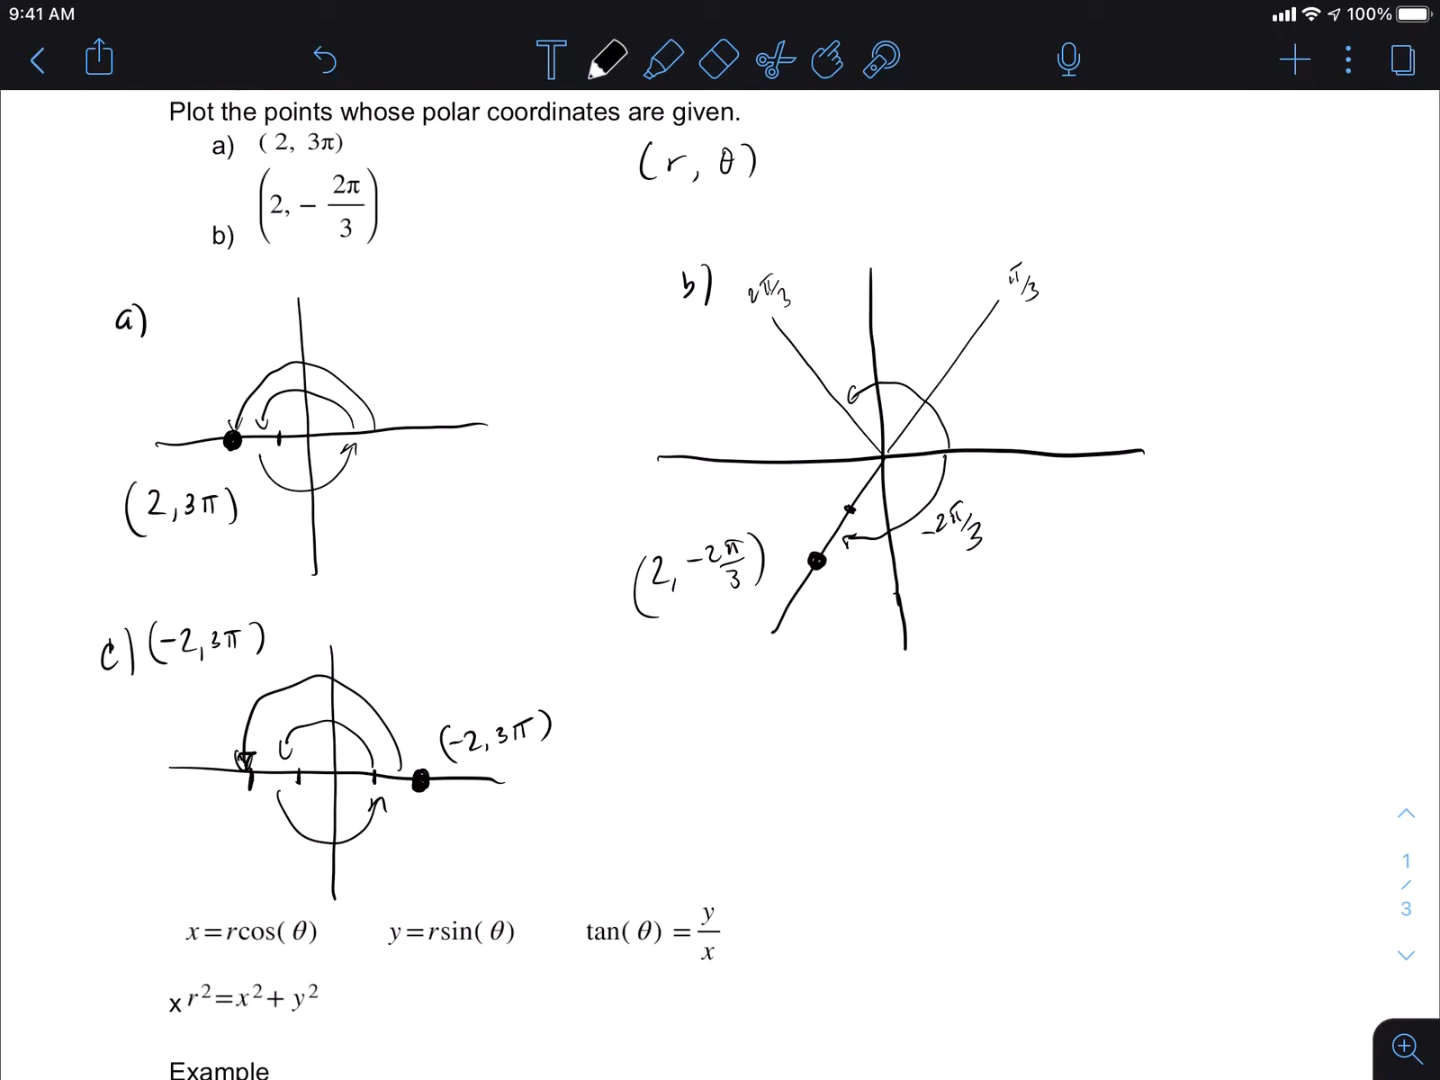 9:41 AM
100%
Plot the points whose polar coordinates are given.
a) (2, 3π)
b) (2, − 2π/3)
(r, θ)
a)
(2, 3π)
b)
2π/3
π/3
-2π/3
(2, -2π/3)
c) (-2, 3π)
(-2, 3π)
x=rcos( θ) y=rsin( θ) tan( θ) = y/x
x r²=x²+ y²
Example
1
/
3